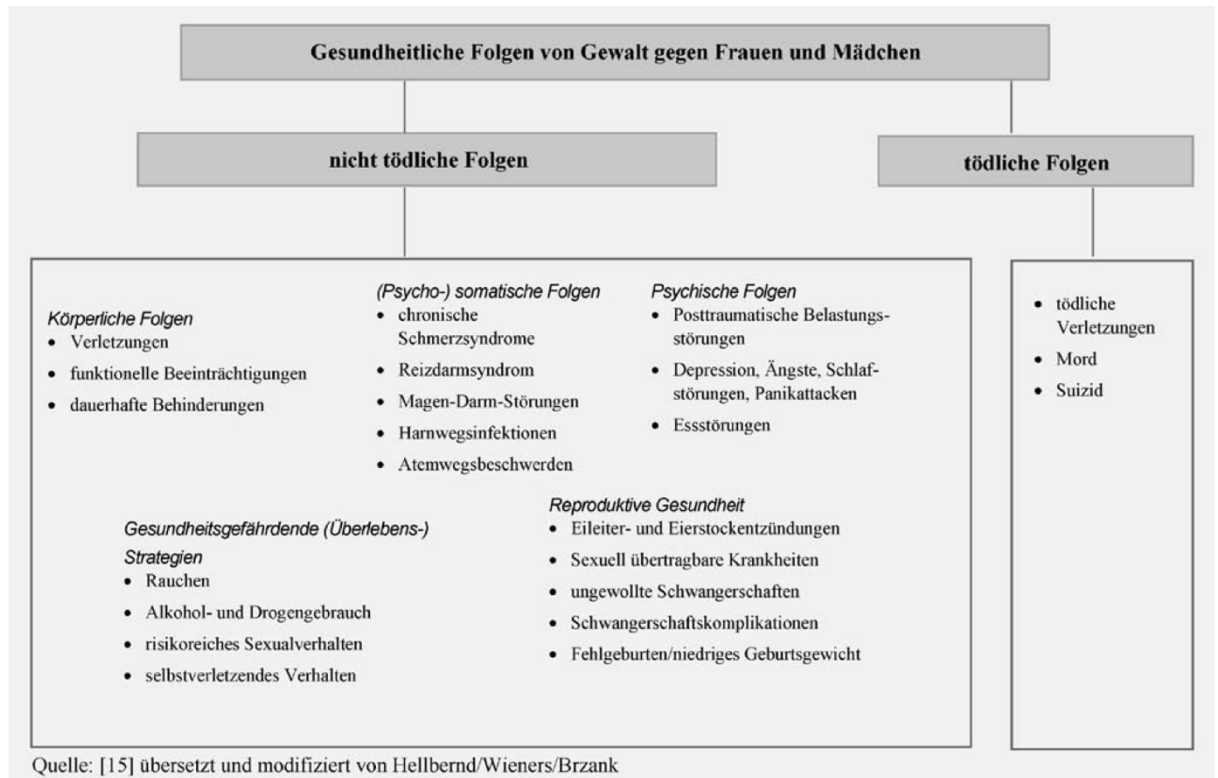 Gesundheitliche Folgen von Gewalt gegen Frauen und Mädchen
nicht tödliche Folgen
tödliche Folgen
Körperliche Folgen
• Verletzungen
• funktionelle Beeinträchtigungen
• dauerhafte Behinderungen
(Psycho-) somatische Folgen
• chronische
Schmerzsyndrome
• Reizdarmsyndrom
• Magen-Darm-Störungen
• Harnwegsinfektionen
• Atemwegsbeschwerden
Psychische Folgen
• Posttraumatische Belastungs-
störungen
• Depression, Ängste, Schlaf-
störungen, Panikattacken
• Essstörungen
Gesundheitsgefährdende (Überlebens-)
Strategien
• Rauchen
• Alkohol- und Drogengebrauch
• risikoreiches Sexualverhalten
• selbstverletzendes Verhalten
Reproduktive Gesundheit
• Eileiter- und Eierstockentzündungen
• Sexuell übertragbare Krankheiten
• ungewollte Schwangerschaften
• Schwangerschaftskomplikationen
• Fehlgeburten/niedriges Geburtsgewicht
• tödliche
Verletzungen
• Mord
• Suizid
Quelle: [15] übersetzt und modifiziert von Hellbernd/Wieners/Brzank